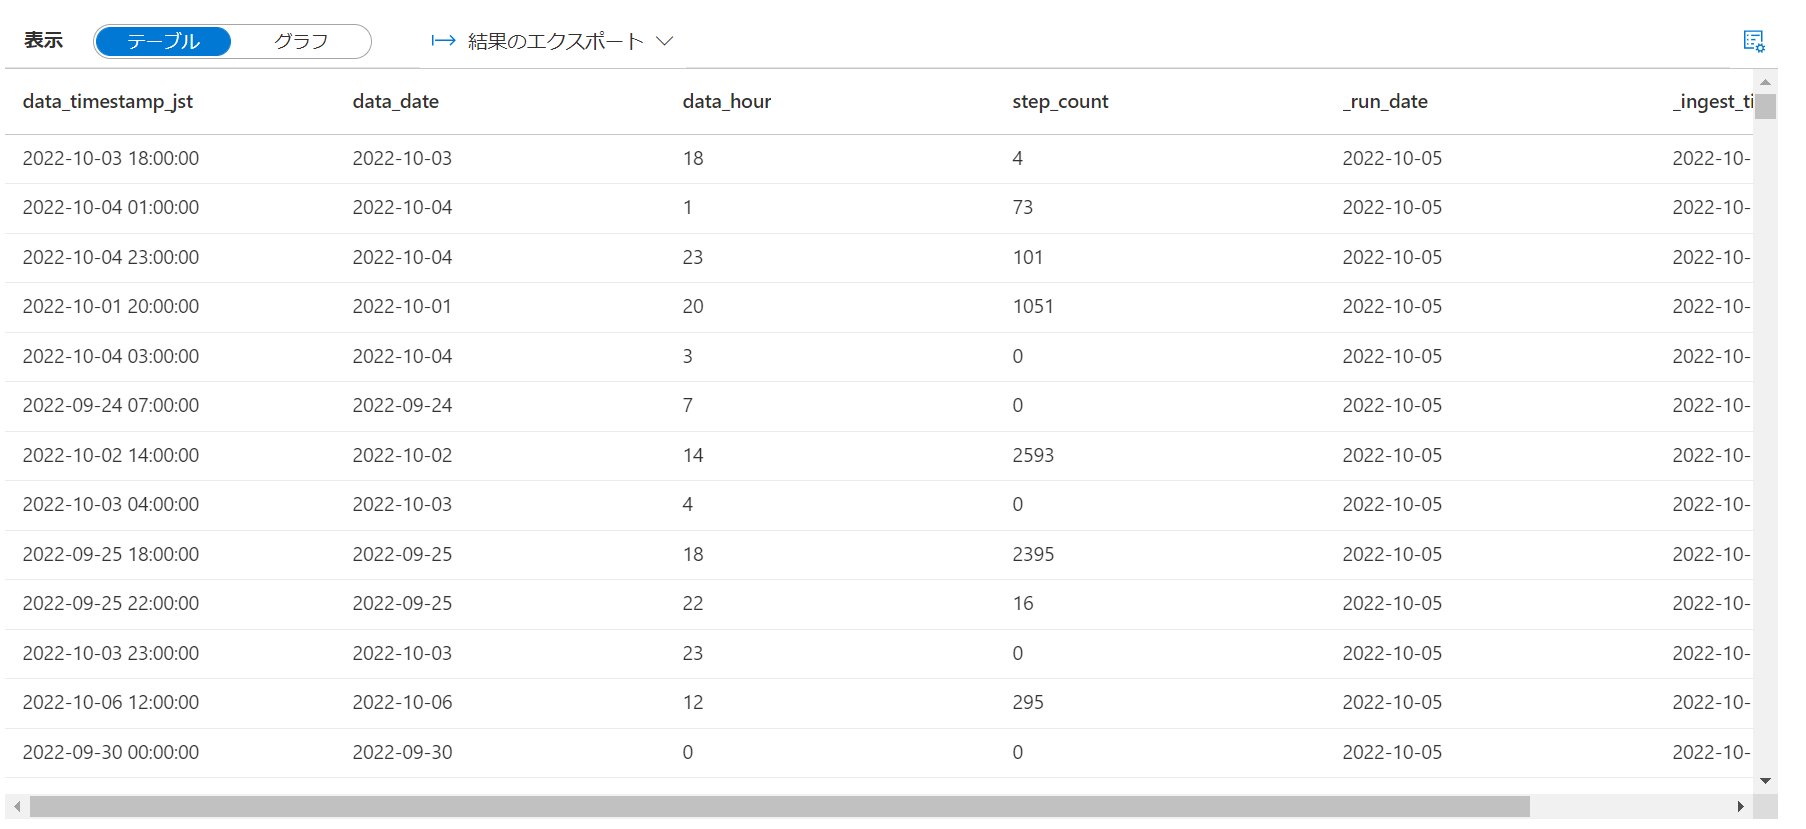 表示 テーブル グラフ 結果のエクスポート
data_timestamp_jst data_date data_hour step_count _run_date _ingest_ti
2022-10-03 18:00:00 2022-10-03 18 4 2022-10-05 2022-10-
2022-10-04 01:00:00 2022-10-04 1 73 2022-10-05 2022-10-
2022-10-04 23:00:00 2022-10-04 23 101 2022-10-05 2022-10-
2022-10-01 20:00:00 2022-10-01 20 1051 2022-10-05 2022-10-
2022-10-04 03:00:00 2022-10-04 3 0 2022-10-05 2022-10-
2022-09-24 07:00:00 2022-09-24 7 0 2022-10-05 2022-10-
2022-10-02 14:00:00 2022-10-02 14 2593 2022-10-05 2022-10-
2022-10-03 04:00:00 2022-10-03 4 0 2022-10-05 2022-10-
2022-09-25 18:00:00 2022-09-25 18 2395 2022-10-05 2022-10-
2022-09-25 22:00:00 2022-09-25 22 16 2022-10-05 2022-10-
2022-10-03 23:00:00 2022-10-03 23 0 2022-10-05 2022-10-
2022-10-06 12:00:00 2022-10-06 12 295 2022-10-05 2022-10-
2022-09-30 00:00:00 2022-09-30 0 0 2022-10-05 2022-10-